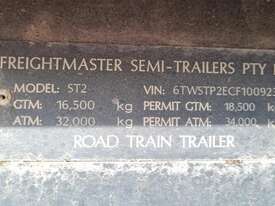 FREIGHTMASTER SEMI-TRAILERS PTY
MODEL: ST2 VIN: 6TWSTP2ECF100923
GTM: 16,500 kg PERMIT GTM: 18,500 kg
ATM: 32,000 kg PERMIT ATM: 34,000 kg
ROAD TRAIN TRAILER